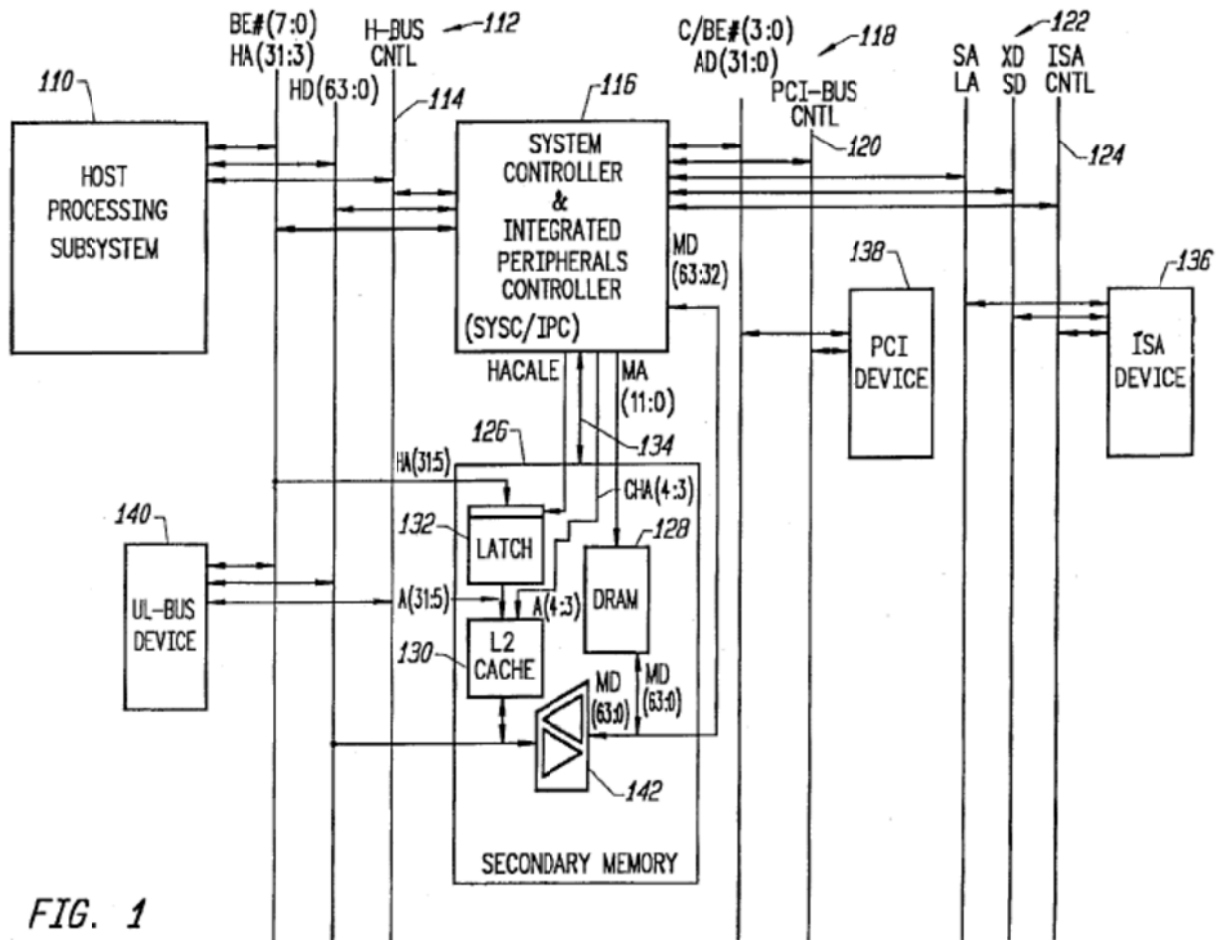 BE#(7:0)
HA(31:3)
H-BUS
CNTL
112
HD(63:0)
114
C/BE#(3:0)
AD(31:0)
118
PCI-BUS
CNTL
120
SA
LA
XD
SD
ISA
CNTL
122
124
110
HOST
PROCESSING
SUBSYSTEM
116
SYSTEM
CONTROLLER
&
INTEGRATED
PERIPHERALS
CONTROLLER
(SYSC/IPC)
MD
(63:32)
138
PCI
DEVICE
136
ISA
DEVICE
HACALE
MA
(11:0)
126
134
HA(31:5)
CHA(4:3)
132
LATCH
128
DRAM
140
UL-BUS
DEVICE
A(31:5)
A(4:3)
130
L2
CACHE
MD
(63:0)
MD
(63:0)
142
SECONDARY MEMORY
FIG. 1